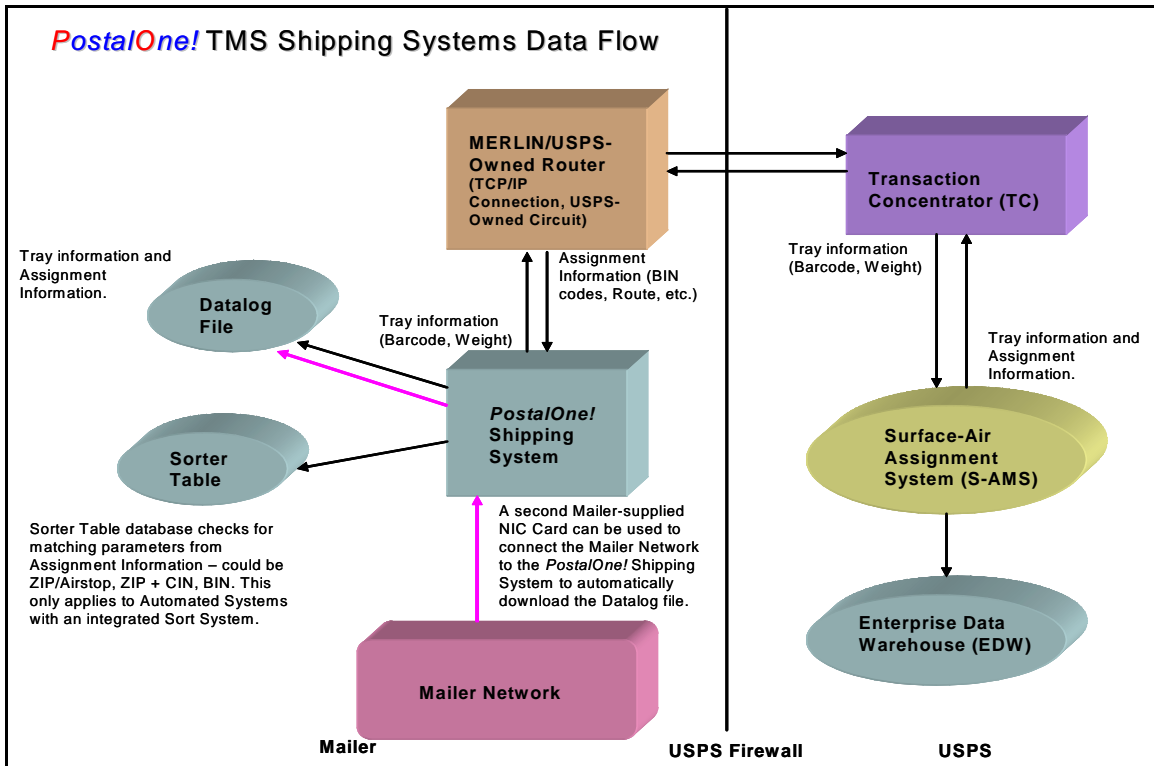 PostalOne! TMS Shipping Systems Data Flow
MERLIN/USPS-
Owned Router
(TCP/IP
Connection, USPS-
Owned Circuit)
Transaction
Concentrator (TC)
Tray information and
Assignment
Information.
Datalog
File
Tray information
(Barcode, Weight)
Assignment
Information (BIN
codes, Route, etc.)
Tray information
(Barcode, Weight)
Tray information and
Assignment
Information.
PostalOne!
Shipping
System
Sorter
Table
Surface-Air
Assignment
System (S-AMS)
Sorter Table database checks for
matching parameters from
Assignment Information – could be
ZIP/Airstop, ZIP + CIN, BIN. This
only applies to Automated Systems
with an integrated Sort System.
A second Mailer-supplied
NIC Card can be used to
connect the Mailer Network
to the PostalOne! Shipping
System to automatically
download the Datalog file.
Enterprise Data
Warehouse (EDW)
Mailer Network
Mailer
USPS Firewall
USPS